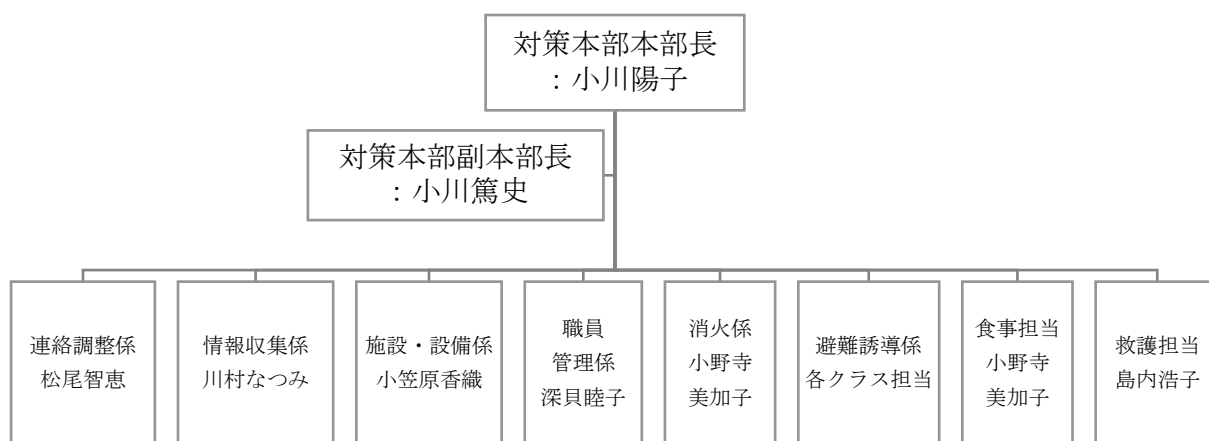 対策本部本部長
：小川陽子
対策本部副本部長
：小川篤史
連絡調整係
松尾智恵
情報収集係
川村なつみ
施設・設備係
小笠原香織
職員
管理係
深貝睦子
消火係
小野寺
美加子
避難誘導係
各クラス担当
食事担当
小野寺
美加子
救護担当
島内浩子